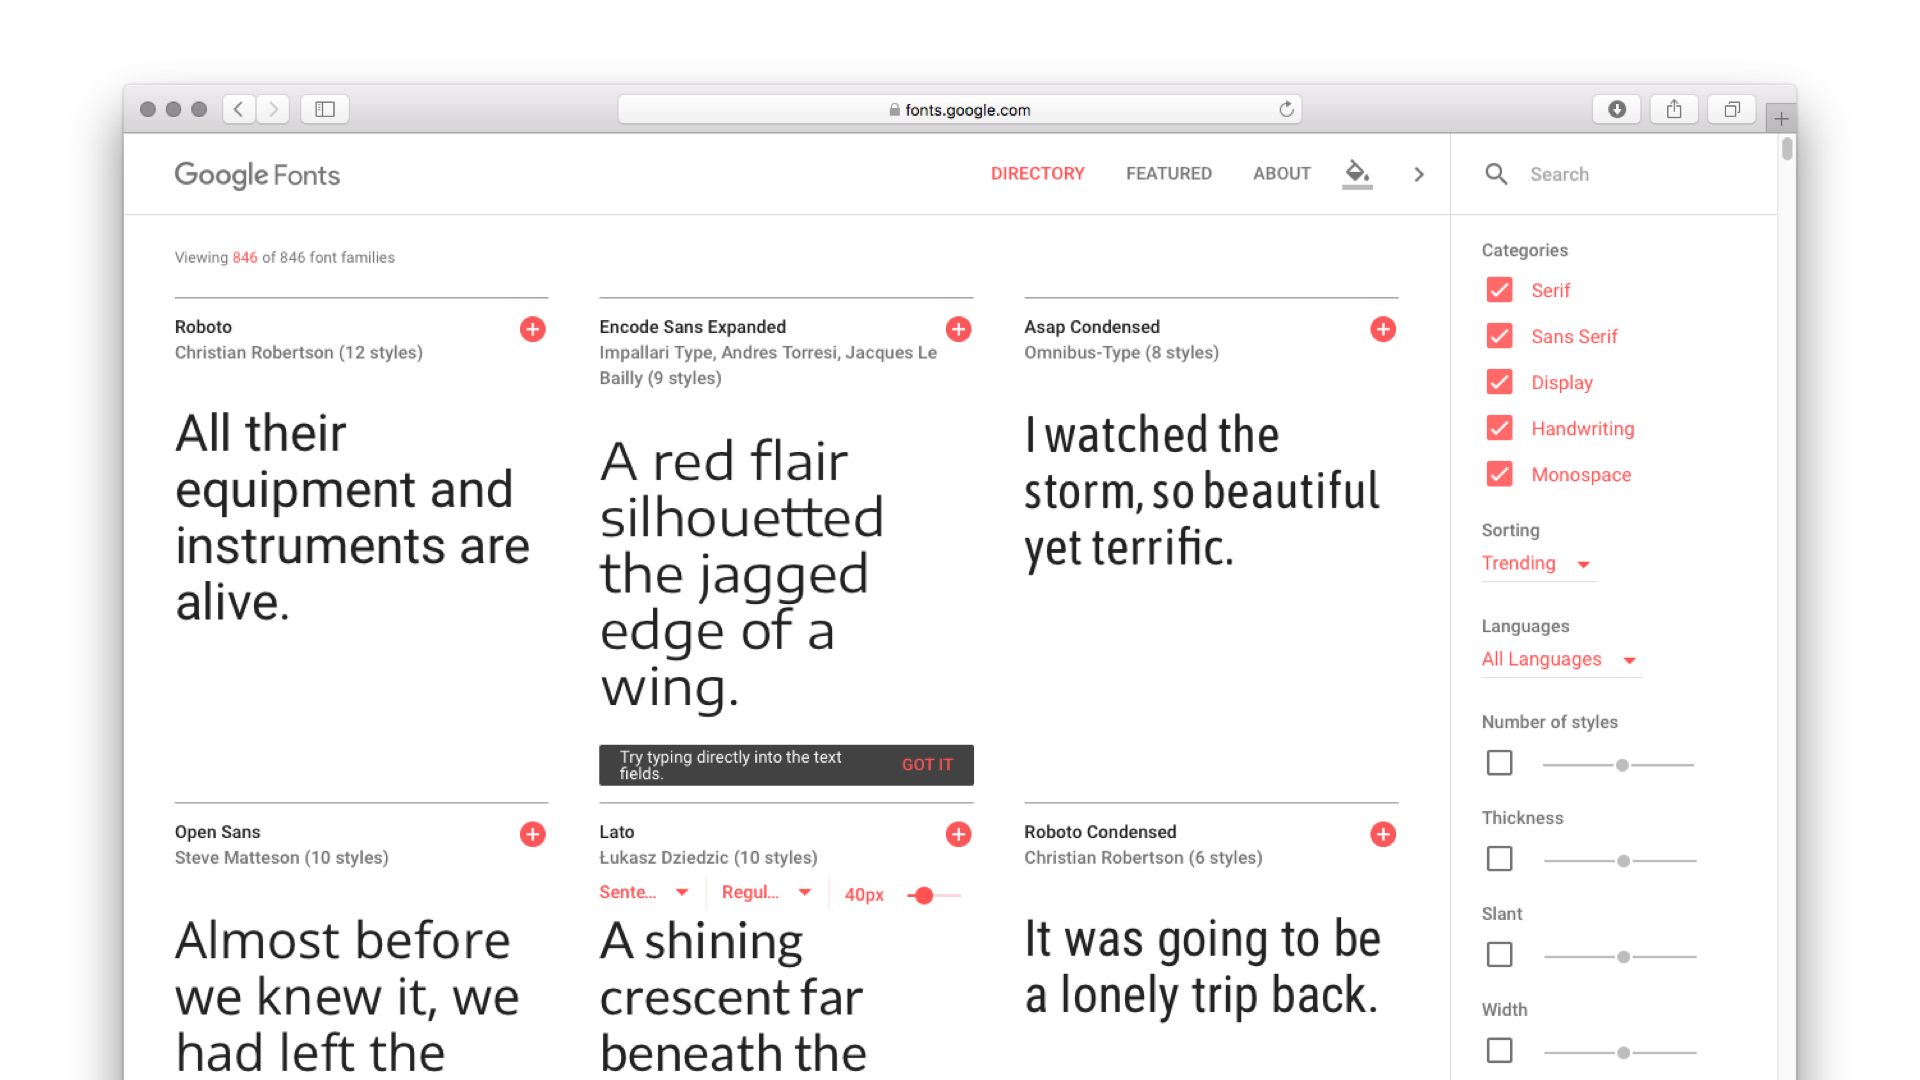 fonts.google.com
Google Fonts
DIRECTORY
FEATURED
ABOUT
Search
Viewing 846 of 846 font families
Roboto
Christian Robertson (12 styles)
All their
equipment and
instruments are
alive.
Encode Sans Expanded
Impallari Type, Andres Torresi, Jacques Le
Bailly (9 styles)
A red flair
silhouetted
the jagged
edge of a
wing.
Try typing directly into the text
fields.
GOT IT
Asap Condensed
Omnibus-Type (8 styles)
I watched the
storm, so beautiful
yet terrific.
Open Sans
Steve Matteson (10 styles)
Almost before
we knew it, we
had left the
Lato
Łukasz Dziedzic (10 styles)
Sente...
Regul...
40px
A shining
crescent far
beneath the
Roboto Condensed
Christian Robertson (6 styles)
It was going to be
a lonely trip back.
Categories
Serif
Sans Serif
Display
Handwriting
Monospace
Sorting
Trending
Languages
All Languages
Number of styles
Thickness
Slant
Width